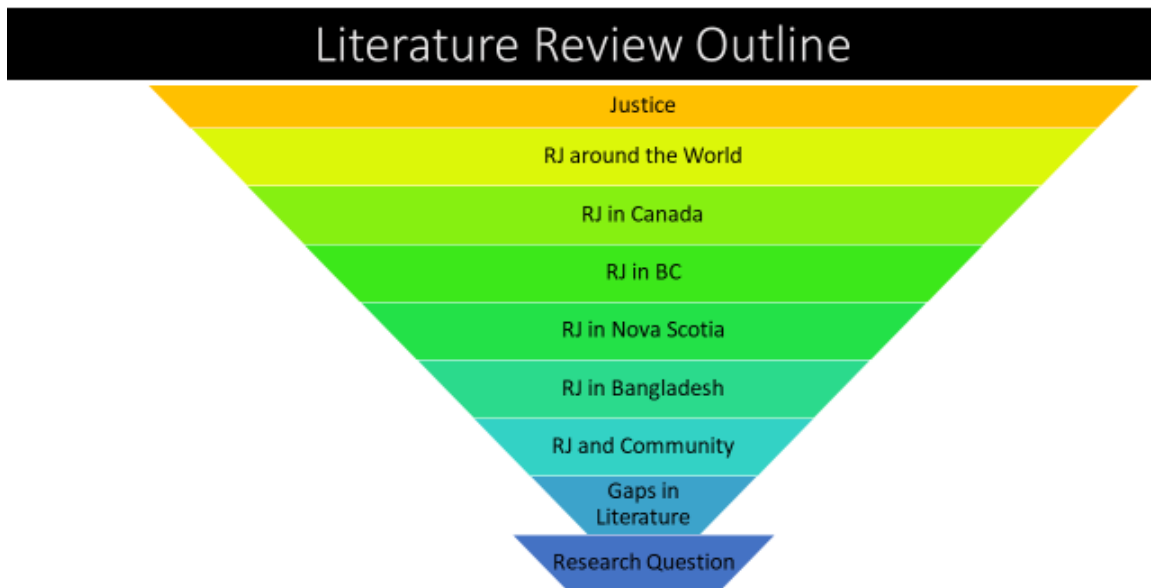 Literature Review Outline
Justice
RJ around the World
RJ in Canada
RJ in BC
RJ in Nova Scotia
RJ in Bangladesh
RJ and Community
Gaps in
Literature
Research Question